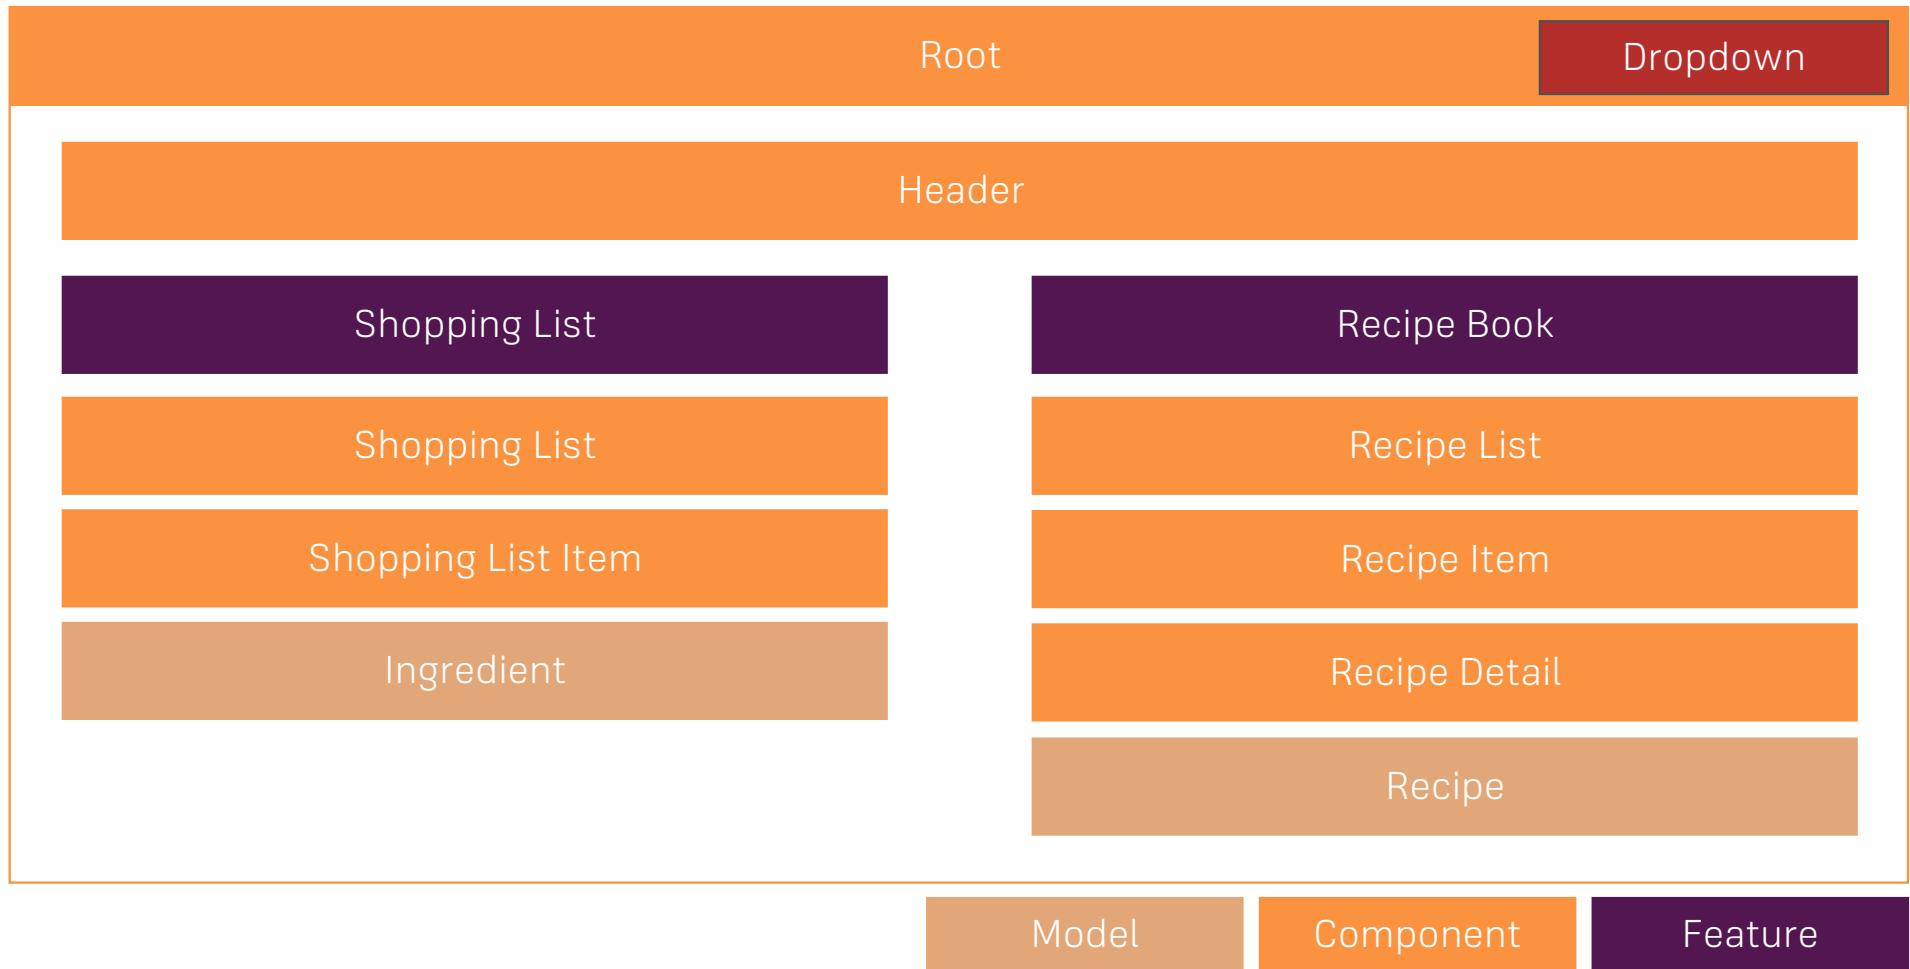 Root
Dropdown
Header
Shopping List
Shopping List
Shopping List Item
Ingredient
Recipe Book
Recipe List
Recipe Item
Recipe Detail
Recipe
Model
Component
Feature